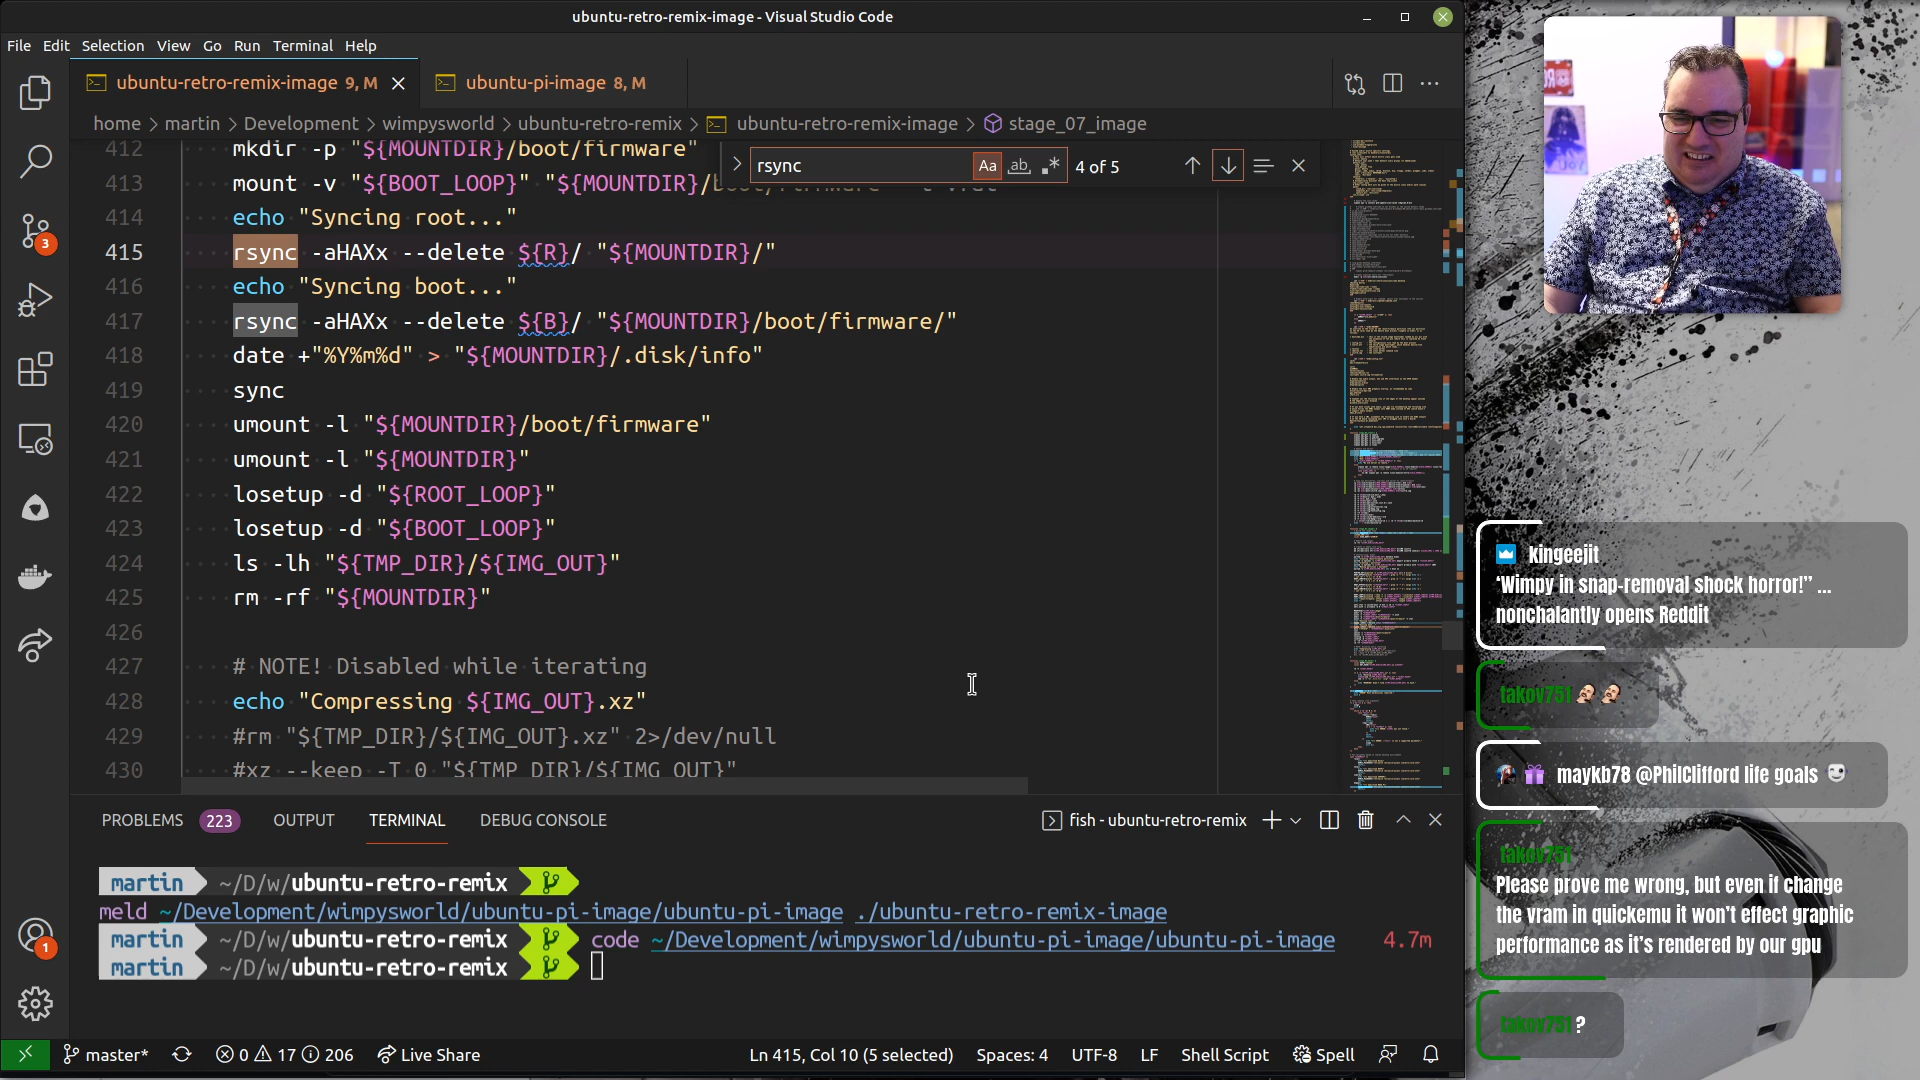 ubuntu-retro-remix-image - Visual Studio Code
File Edit Selection View Go Run Terminal Help
ubuntu-retro-remix-image 9, M
ubuntu-pi-image 8, M
home > martin > Development > wimpysworld > ubuntu-retro-remix > ubuntu-retro-remix-image > stage_07_image
rsync Aa ab 4 of 5
412 mkdir -p "${MOUNTDIR}/boot/firmware"
413 mount -v "${BOOT_LOOP}" "${MOUNTDIR}/
414 echo "Syncing root..."
415 rsync -aHAXx --delete ${R}/ "${MOUNTDIR}/"
416 echo "Syncing boot..."
417 rsync -aHAXx --delete ${B}/ "${MOUNTDIR}/boot/firmware/"
418 date +"%Y%m%d" > "${MOUNTDIR}/.disk/info"
419 sync
420 umount -l "${MOUNTDIR}/boot/firmware"
421 umount -l "${MOUNTDIR}"
422 losetup -d "${ROOT_LOOP}"
423 losetup -d "${BOOT_LOOP}"
424 ls -lh "${TMP_DIR}/${IMG_OUT}"
425 rm -rf "${MOUNTDIR}"
426
427 # NOTE! Disabled while iterating
428 echo "Compressing ${IMG_OUT}.xz"
429 #rm "${TMP_DIR}/${IMG_OUT}.xz" 2>/dev/null
430 #xz --keep -T 0 "${TMP_DIR}/${IMG_OUT}"
3
1
PROBLEMS 223 OUTPUT TERMINAL DEBUG CONSOLE
fish - ubuntu-retro-remix
martin ~/D/w/ubuntu-retro-remix
meld ~/Development/wimpysworld/ubuntu-pi-image/ubuntu-pi-image ./ubuntu-retro-remix-image
martin ~/D/w/ubuntu-retro-remix code ~/Development/wimpysworld/ubuntu-pi-image/ubuntu-pi-image 4.7m
martin ~/D/w/ubuntu-retro-remix
master* 0 17 206 Live Share
Ln 415, Col 10 (5 selected) Spaces: 4 UTF-8 LF Shell Script Spell
kingeejit
‘Wimpy in snap-removal shock horror!”...
nonchalantly opens Reddit
takov751
maykb78 @PhilClifford life goals
takov751
Please prove me wrong, but even if change
the vram in quickemu it won't effect graphic
performance as it's rendered by our gpu
takov751 ?